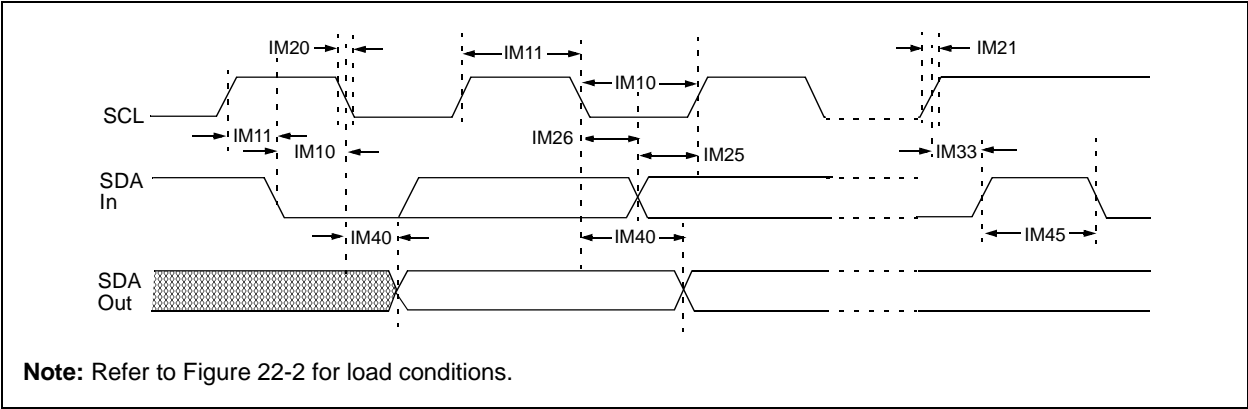 IM20
IM11
IM21
IM10
SCL
IM11
IM10
IM26
IM25
IM33
SDA
In
IM40
IM40
IM45
SDA
Out
Note: Refer to Figure 22-2 for load conditions.